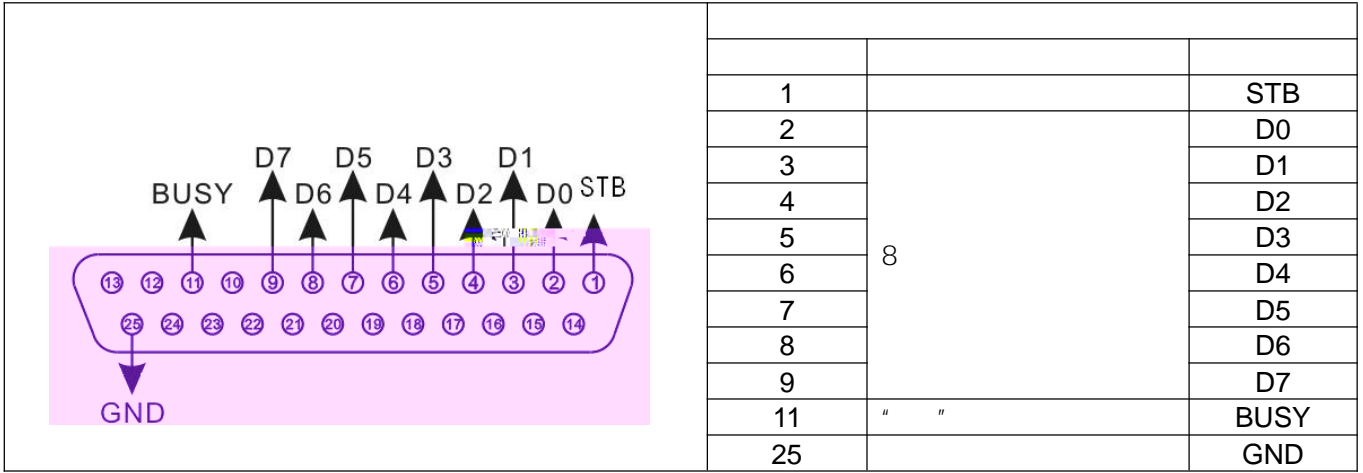 D7 D5 D3 D1
BUSY D6 D4 D2 D0 STB
13 12 11 10 9 8 7 6 5 4 3 2 1
25 24 23 22 21 20 19 18 17 16 15 14
GND
1 STB
2 D0
3 D1
4 D2
5 D3
8
6 D4
7 D5
8 D6
9 D7
11 " " BUSY
25 GND